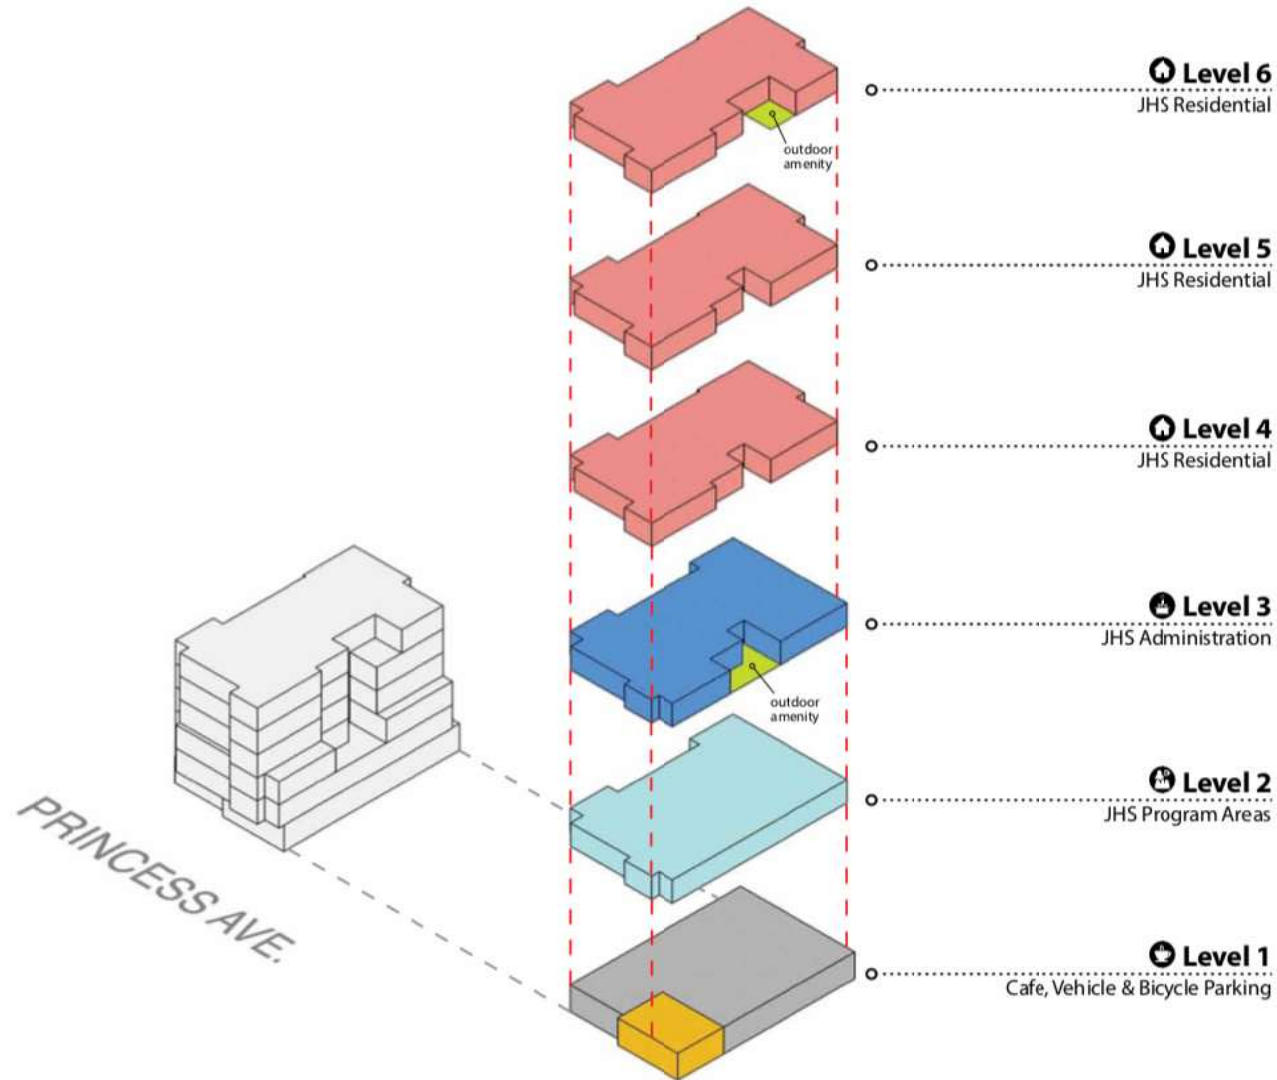 Level 6
JHS Residential
outdoor
amenity
Level 5
JHS Residential
Level 4
JHS Residential
Level 3
JHS Administration
outdoor
amenity
Level 2
JHS Program Areas
PRINCESS AVE.
Level 1
Cafe, Vehicle & Bicycle Parking